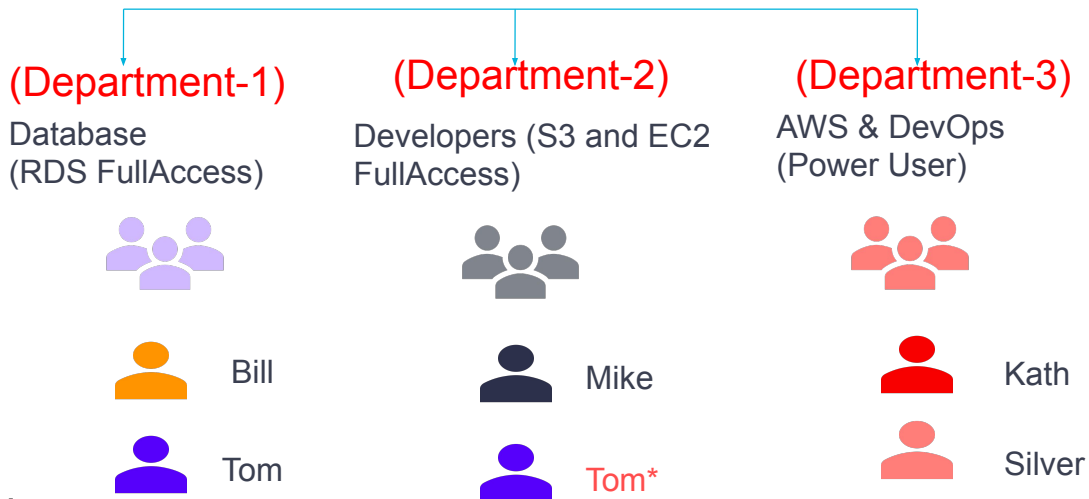 (Department-1)
Database
(RDS FullAccess)
Bill
Tom
(Department-2)
Developers (S3 and EC2
FullAccess)
Mike
Tom*
(Department-3)
AWS & DevOps
(Power User)
Kath
Silver